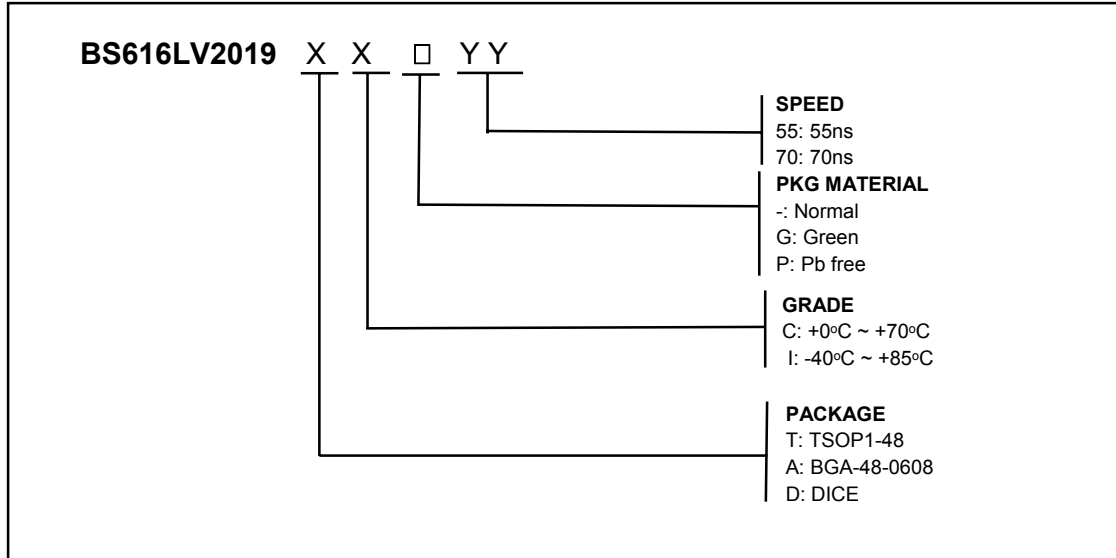 BS616LV2019 X X □ Y Y
SPEED
55: 55ns
70: 70ns
PKG MATERIAL
-: Normal
G: Green
P: Pb free
GRADE
C: +0ºC ~ +70ºC
I: -40ºC ~ +85ºC
PACKAGE
T: TSOP1-48
A: BGA-48-0608
D: DICE